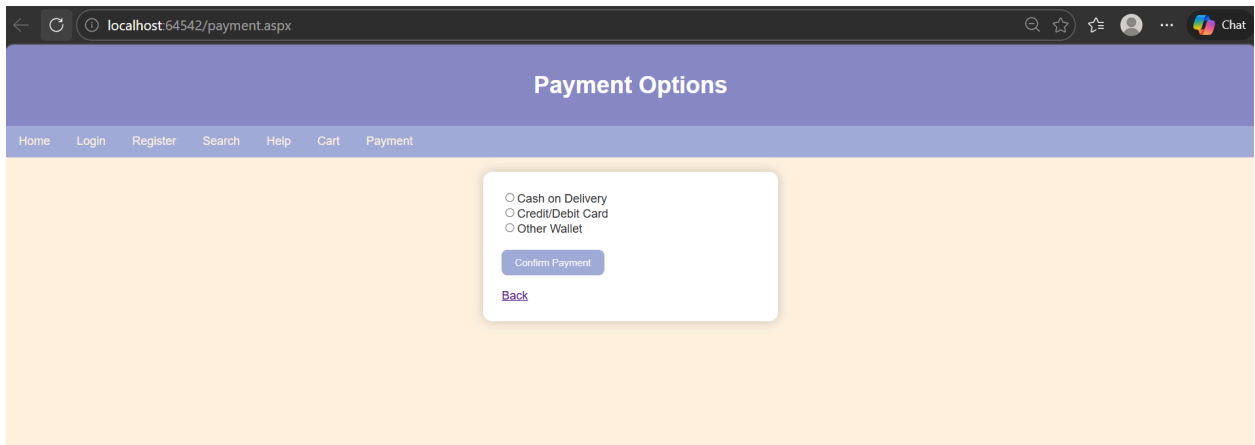 localhost:64542/payment.aspx
Chat
Payment Options
Home Login Register Search Help Cart Payment
Cash on Delivery
Credit/Debit Card
Other Wallet
Confirm Payment
Back